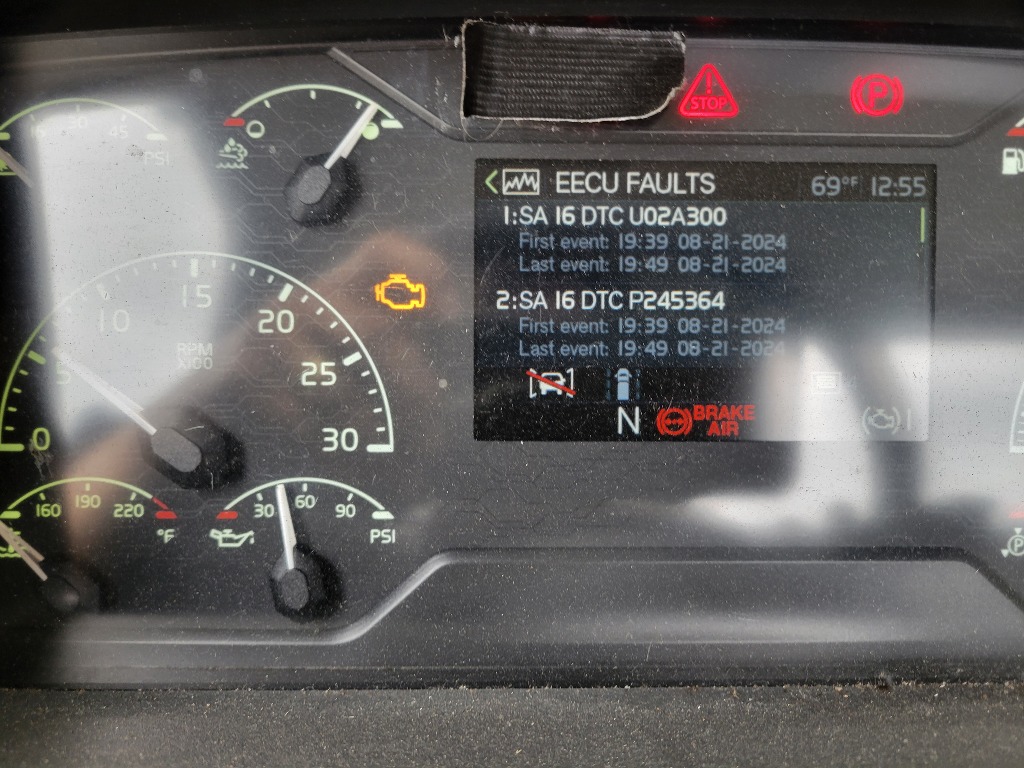 45
PSI
STOP
P
EECU FAULTS 69°F 12:55
1:SA 16 DTC U02A300
First event: 19:39 08-21-2024
Last event: 19:49 08-21-2024
2:SA 16 DTC P245364
First event: 19:39 08-21-2024
Last event: 19:49 08-21-2024
N BRAKE AIR 1
0 5 10 15 20 25 30
RPM
X100
160 190 220
°F
30 60 90
PSI
P